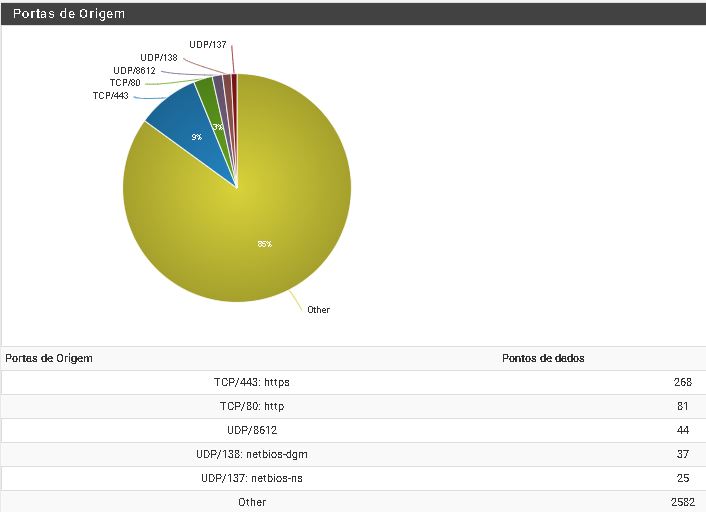 Portas de Origem
UDP/137
UDP/138
UDP/8612
TCP/80
TCP/443
3%
9%
85%
Other
Portas de Origem Pontos de dados
TCP/443: https 268
TCP/80: http 81
UDP/8612 44
UDP/138: netbios-dgm 37
UDP/137: netbios-ns 25
Other 2582